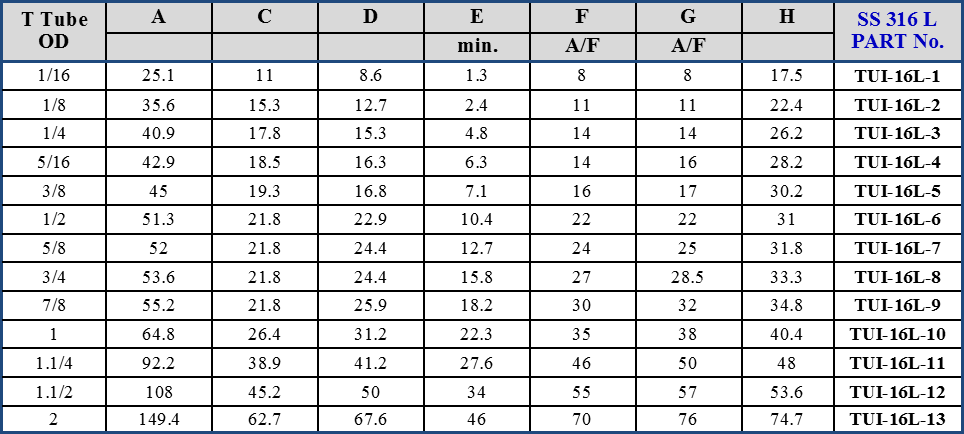 T Tube OD A C D E F G H SS 316 L PART No.
min. A/F A/F
1/16 25.1 11 8.6 1.3 8 8 17.5 TUI-16L-1
1/8 35.6 15.3 12.7 2.4 11 11 22.4 TUI-16L-2
1/4 40.9 17.8 15.3 4.8 14 14 26.2 TUI-16L-3
5/16 42.9 18.5 16.3 6.3 14 16 28.2 TUI-16L-4
3/8 45 19.3 16.8 7.1 16 17 30.2 TUI-16L-5
1/2 51.3 21.8 22.9 10.4 22 22 31 TUI-16L-6
5/8 52 21.8 24.4 12.7 24 25 31.8 TUI-16L-7
3/4 53.6 21.8 24.4 15.8 27 28.5 33.3 TUI-16L-8
7/8 55.2 21.8 25.9 18.2 30 32 34.8 TUI-16L-9
1 64.8 26.4 31.2 22.3 35 38 40.4 TUI-16L-10
1.1/4 92.2 38.9 41.2 27.6 46 50 48 TUI-16L-11
1.1/2 108 45.2 50 34 55 57 53.6 TUI-16L-12
2 149.4 62.7 67.6 46 70 76 74.7 TUI-16L-13